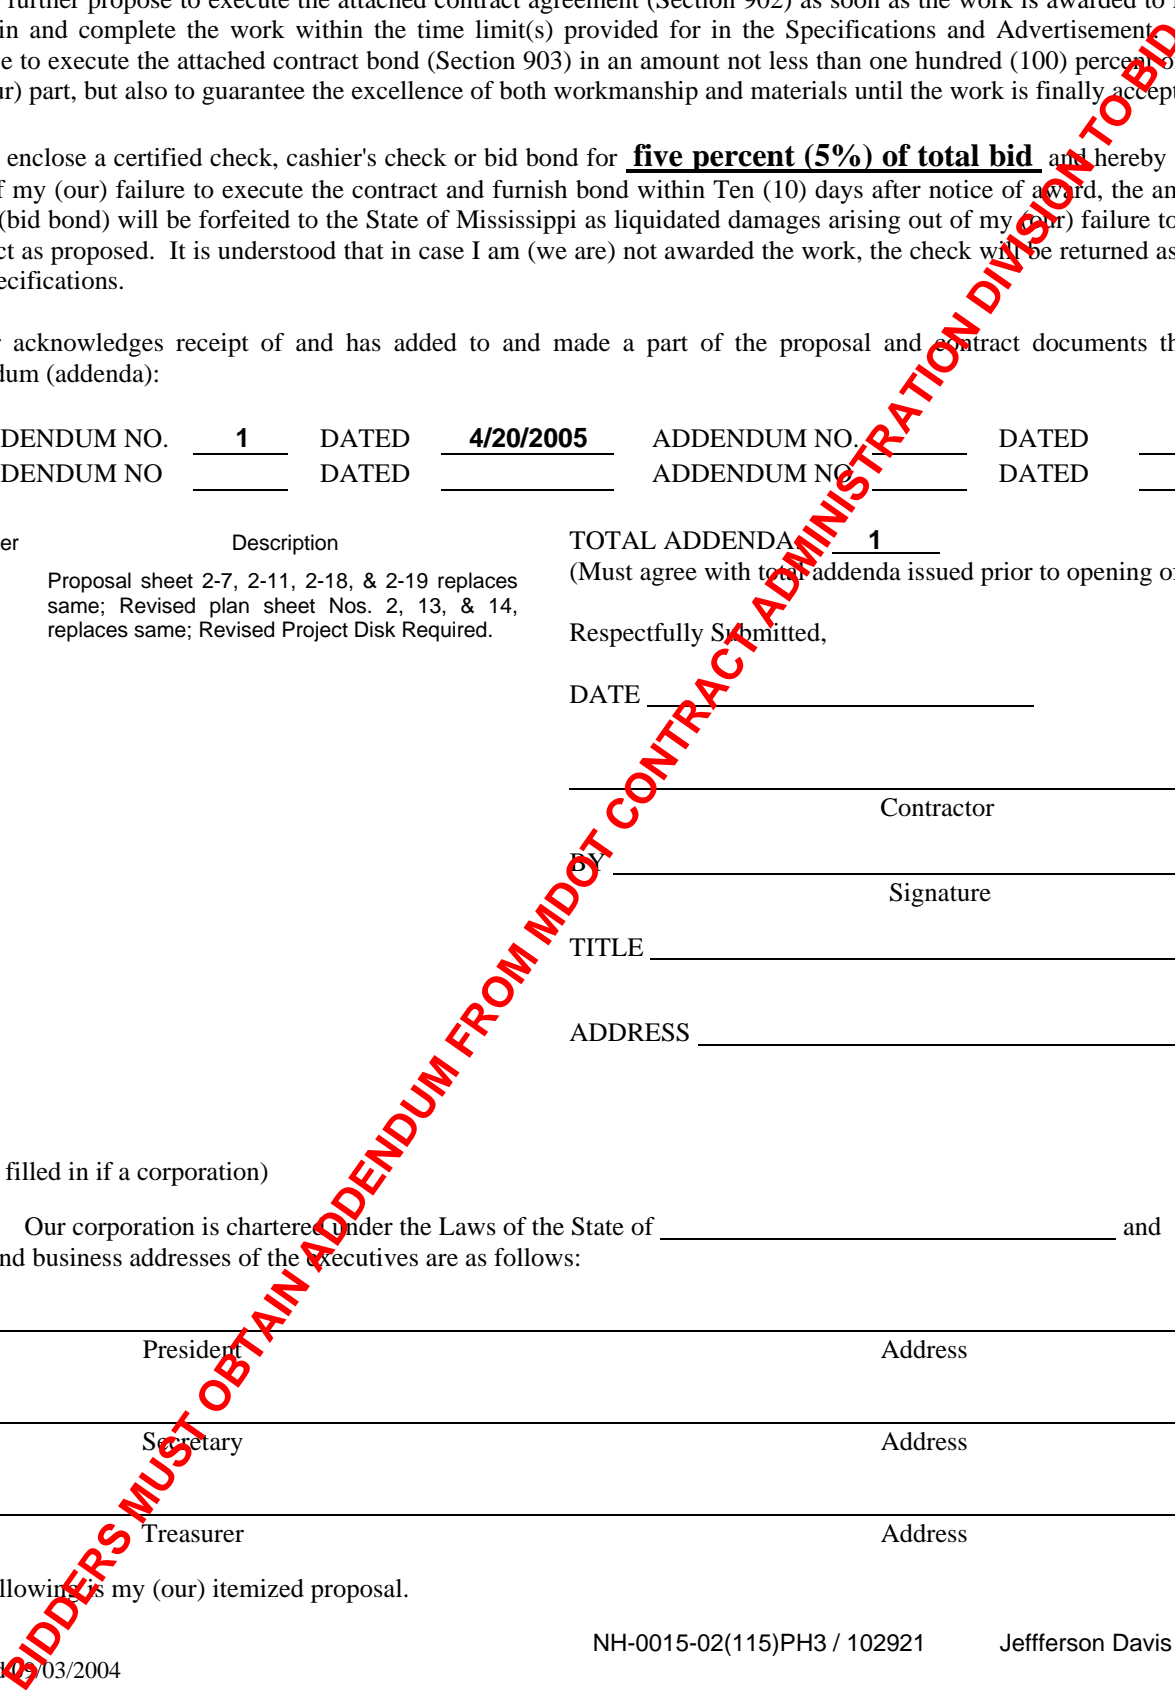 further propose to execute the attached contract agreement (Section 902) as soon as the work is awarded to
in and complete the work within the time limit(s) provided for in the Specifications and Advertisement.
e to execute the attached contract bond (Section 903) in an amount not less than one hundred (100) percent o
ur) part, but also to guarantee the excellence of both workmanship and materials until the work is finally accept
enclose a certified check, cashier's check or bid bond for five percent (5%) of total bid and hereby
f my (our) failure to execute the contract and furnish bond within Ten (10) days after notice of award, the am
(bid bond) will be forfeited to the State of Mississippi as liquidated damages arising out of my (our) failure to
ct as proposed. It is understood that in case I am (we are) not awarded the work, the check will be returned as
ecifications.
r acknowledges receipt of and has added to and made a part of the proposal and contract documents th
dum (addenda):
DENDUM NO. 1 DATED 4/20/2005 ADDENDUM NO. DATED
DENDUM NO DATED ADDENDUM NO DATED
er Description
TOTAL ADDENDA: 1
(Must agree with total addenda issued prior to opening of
Proposal sheet 2-7, 2-11, 2-18, & 2-19 replaces
same; Revised plan sheet Nos. 2, 13, & 14,
replaces same; Revised Project Disk Required.
Respectfully Submitted,
DATE
Contractor
BY
Signature
TITLE
ADDRESS
filled in if a corporation)
Our corporation is chartered under the Laws of the State of and
nd business addresses of the executives are as follows:
President Address
Secretary Address
Treasurer Address
llowing is my (our) itemized proposal.
NH-0015-02(115)PH3 / 102921 Jeffferson Davis
d 09/03/2004
BIDDERS MUST OBTAIN ADDENDUM FROM MDOT CONTRACT ADMINISTRATION DIVISION TO BID